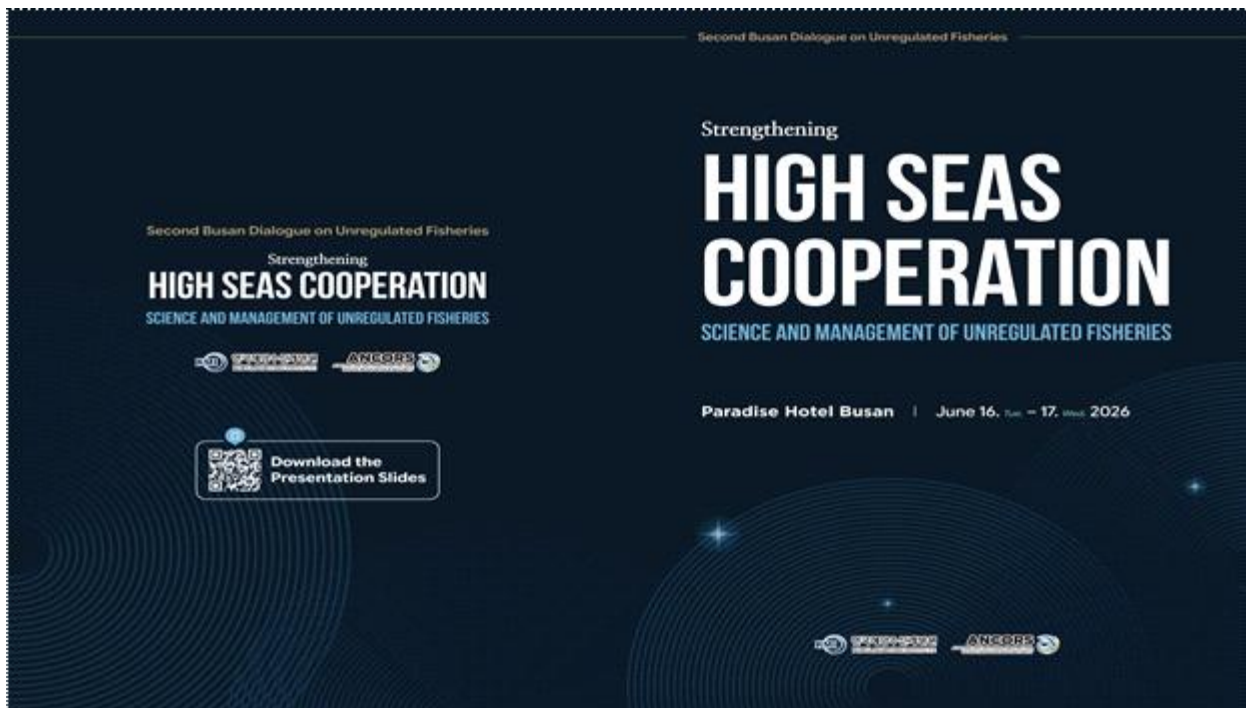 Second Busan Dialogue on Unregulated Fisheries
Strengthening
HIGH SEAS COOPERATION
SCIENCE AND MANAGEMENT OF UNREGULATED FISHERIES
ANCORS
Download the
Presentation Slides
Second Busan Dialogue on Unregulated Fisheries
Strengthening
HIGH SEAS
COOPERATION
SCIENCE AND MANAGEMENT OF UNREGULATED FISHERIES
Paradise Hotel Busan | June 16. Tue. – 17. Wed. 2026
ANCORS